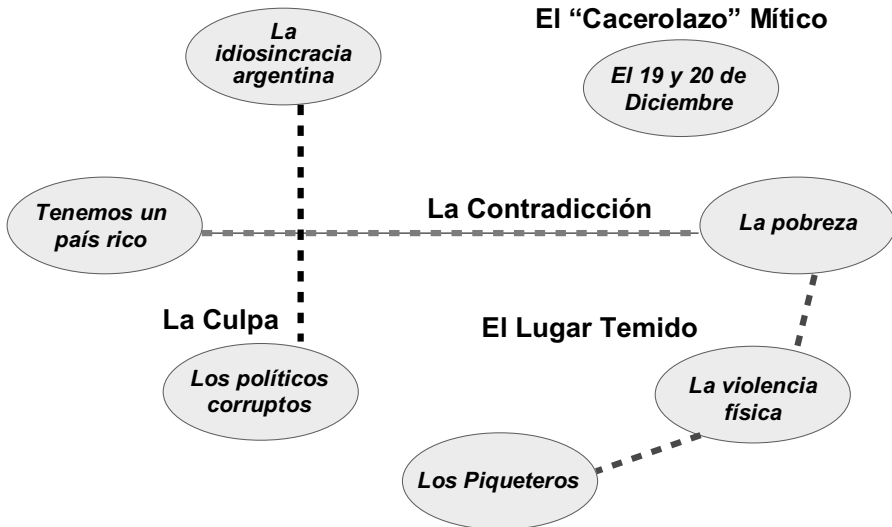 El “Cacerolazo” Mítico
La
idiosincracia
argentina
El 19 y 20 de
Diciembre
Tenemos un
país rico
La Contradicción
La pobreza
La Culpa
El Lugar Temido
Los políticos
corruptos
La violencia
física
Los Piqueteros